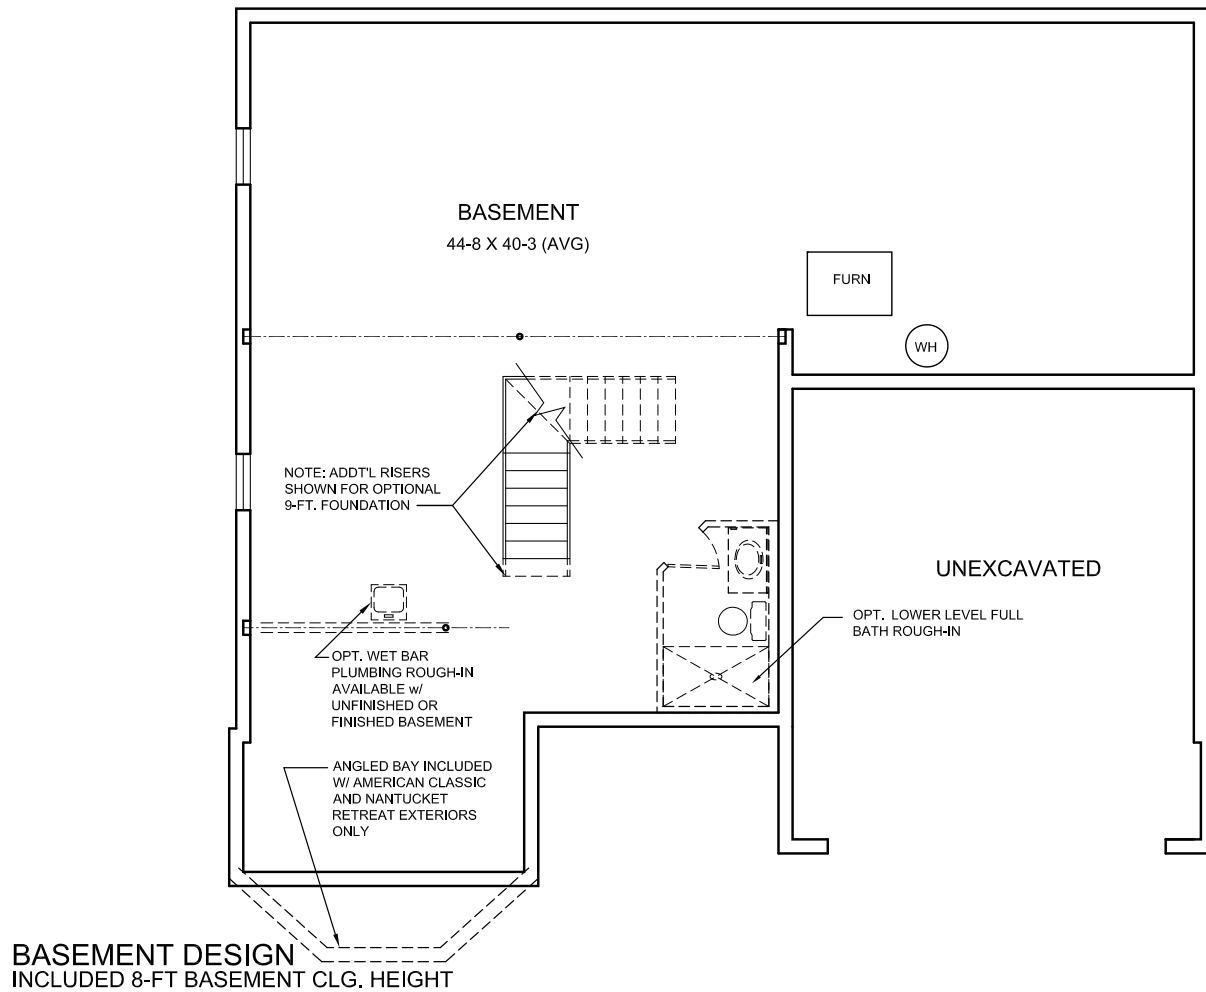 BASEMENT
44-8 X 40-3 (AVG)
FURN
WH
NOTE: ADDT'L RISERS
SHOWN FOR OPTIONAL
9-FT. FOUNDATION
UNEXCAVATED
OPT. LOWER LEVEL FULL
BATH ROUGH-IN
OPT. WET BAR
PLUMBING ROUGH-IN
AVAILABLE w/
UNFINISHED OR
FINISHED BASEMENT
ANGLED BAY INCLUDED
W/ AMERICAN CLASSIC
AND NANTUCKET
RETREAT EXTERIORS
ONLY
BASEMENT DESIGN
INCLUDED 8-FT BASEMENT CLG. HEIGHT